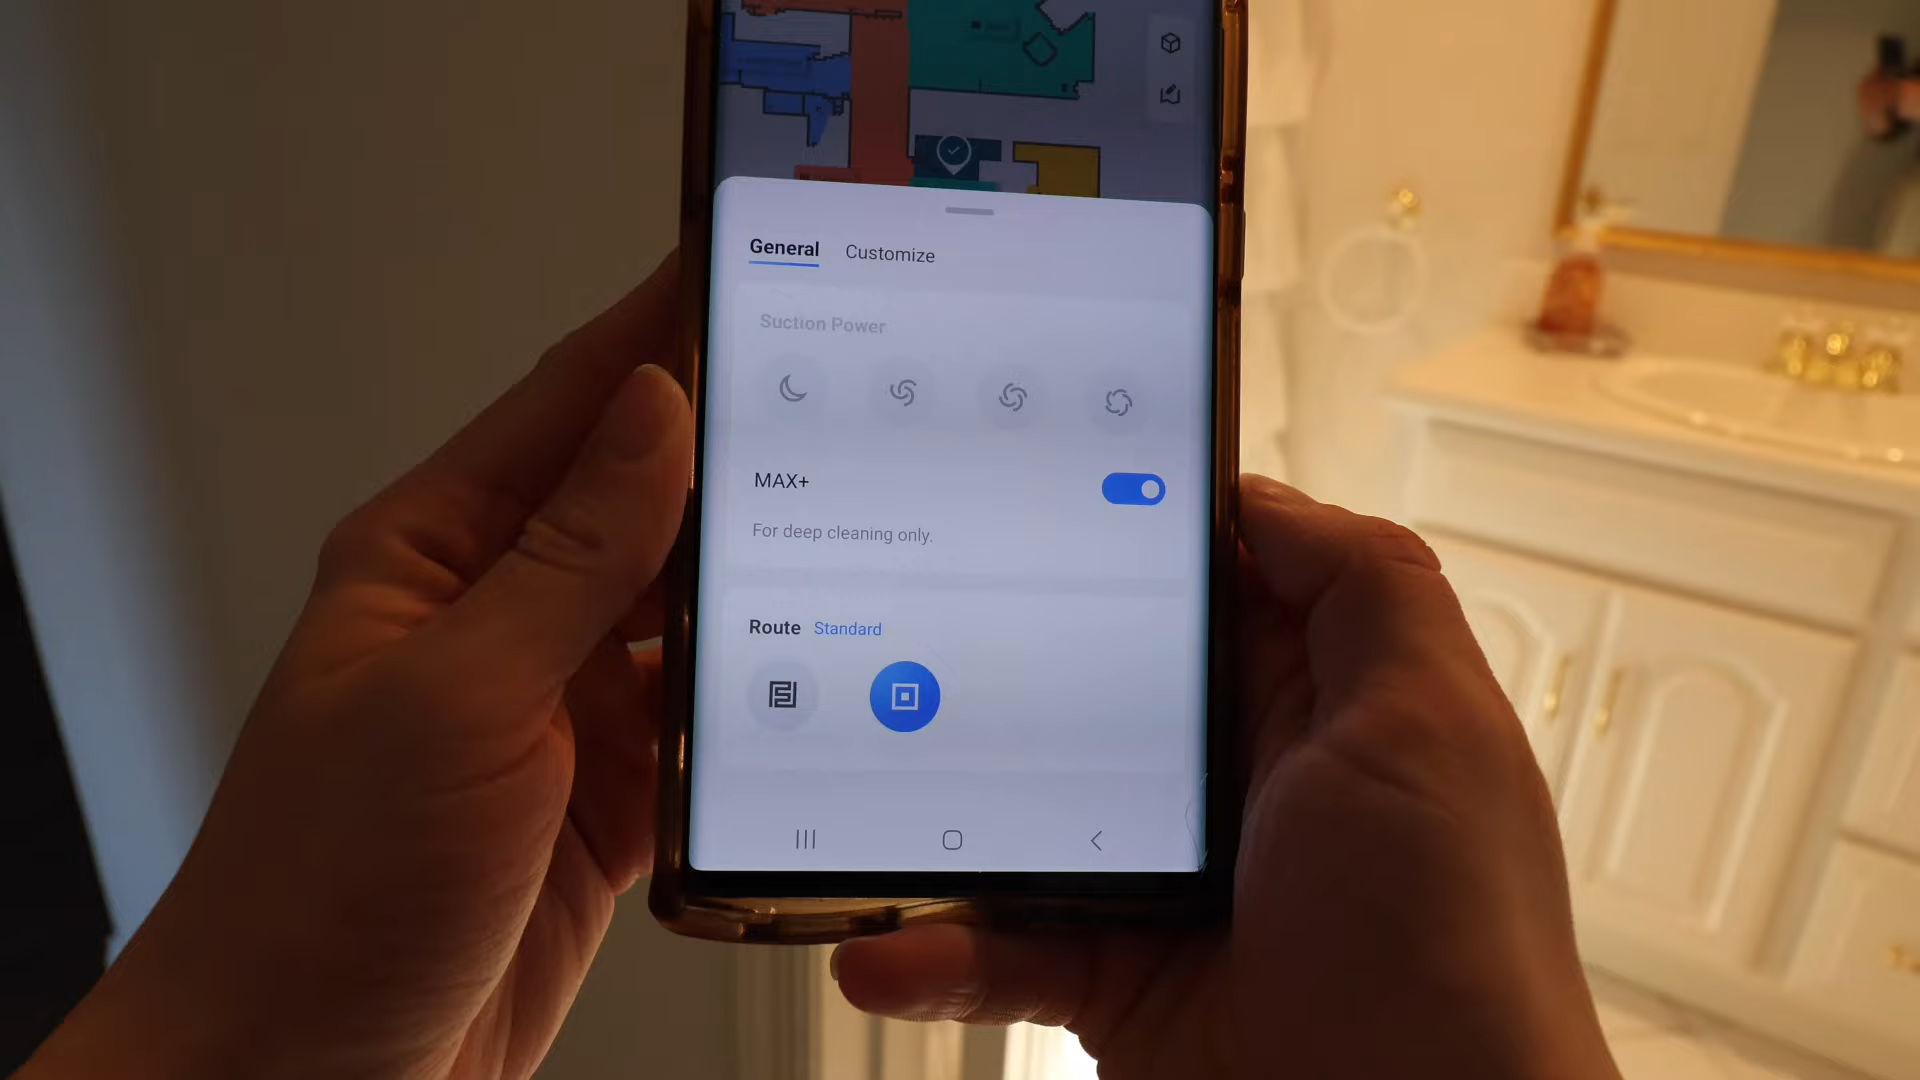 General Customize
Suction Power
MAX+
For deep cleaning only.
Route Standard